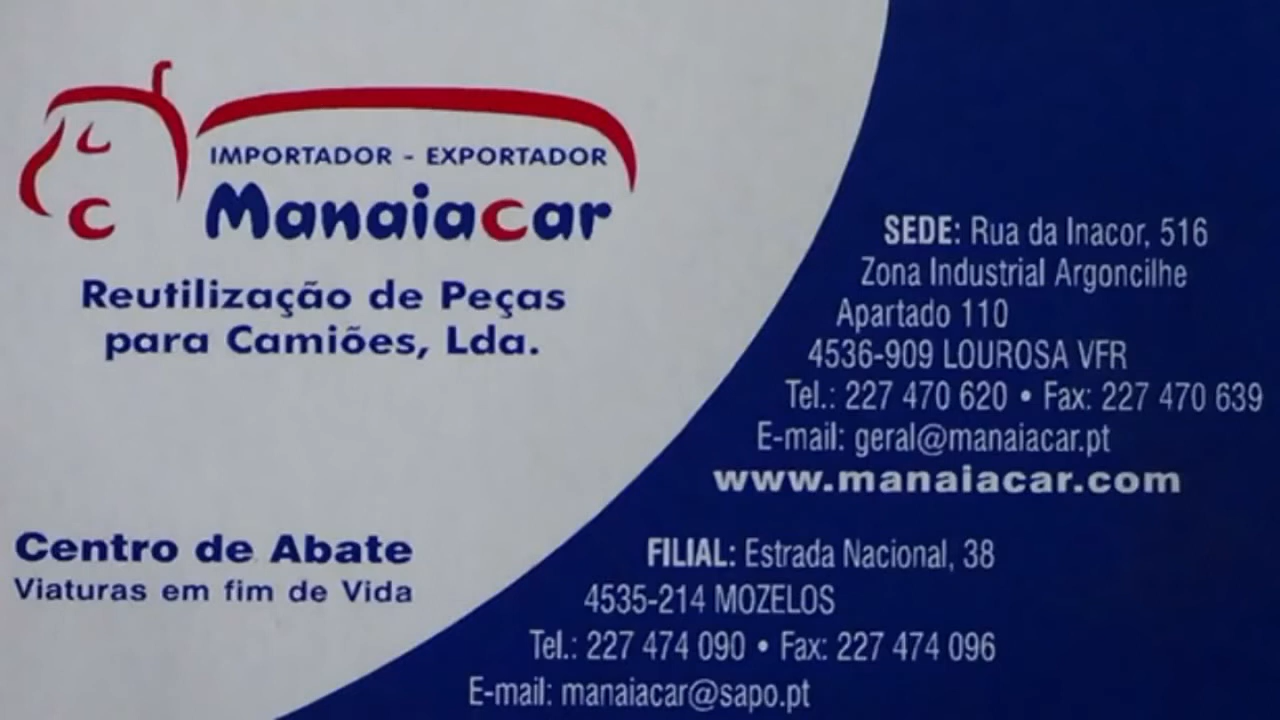 IMPORTADOR - EXPORTADOR
Manaiacar
Reutilização de Peças
para Camiões, Lda.
Centro de Abate
Viaturas em fim de Vida
SEDE: Rua da Inacor, 516
Zona Industrial Argoncilhe
Apartado 110
4536-909 LOUROSA VFR
Tel.: 227 470 620 • Fax: 227 470 639
E-mail: geral@manaiacar.pt
www.manaiacar.com
FILIAL: Estrada Nacional, 38
4535-214 MOZELOS
Tel.: 227 474 090 • Fax: 227 474 096
E-mail: manaiacar@sapo.pt